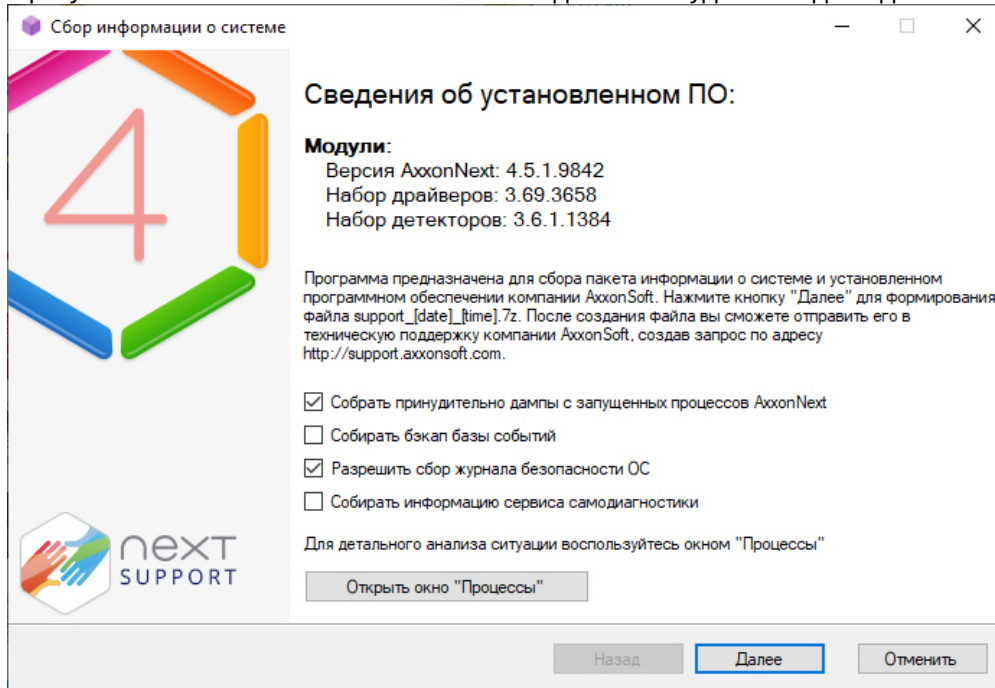 Сбор информации о системе
4
Сведения об установленном ПО:
Модули:
Версия AxxonNext: 4.5.1.9842
Набор драйверов: 3.69.3658
Набор детекторов: 3.6.1.1384
Программа предназначена для сбора пакета информации о системе и установленном
программном обеспечении компании AxxonSoft. Нажмите кнопку "Далее" для формирования
файла support_[date]_[time].7z. После создания файла вы сможете отправить его в
техническую поддержку компании AxxonSoft, создав запрос по адресу
http://support.axxonsoft.com.
Собрать принудительно дампы с запущенных процессов AxxonNext
Собирать бэкап базы событий
Разрешить сбор журнала безопасности ОС
Собирать информацию сервиса самодиагностики
Для детального анализа ситуации воспользуйтесь окном "Процессы"
Открыть окно "Процессы"
next
SUPPORT
Назад
Далее
Отменить